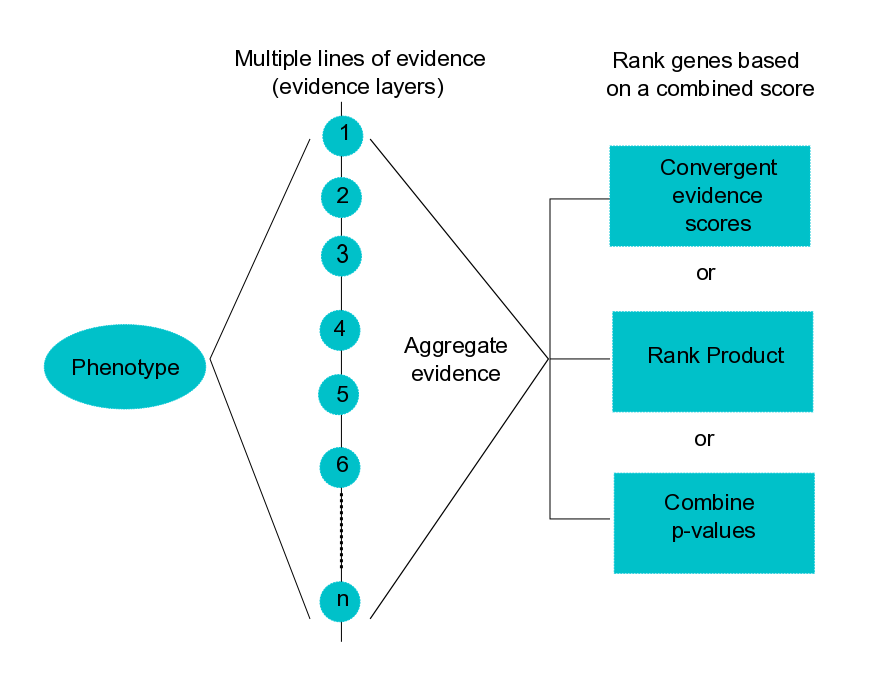 Multiple lines of evidence
(evidence layers)
Rank genes based
on a combined score
1
2
3
4
5
6
n
Phenotype
Aggregate
evidence
Convergent
evidence
scores
or
Rank Product
or
Combine
p-values